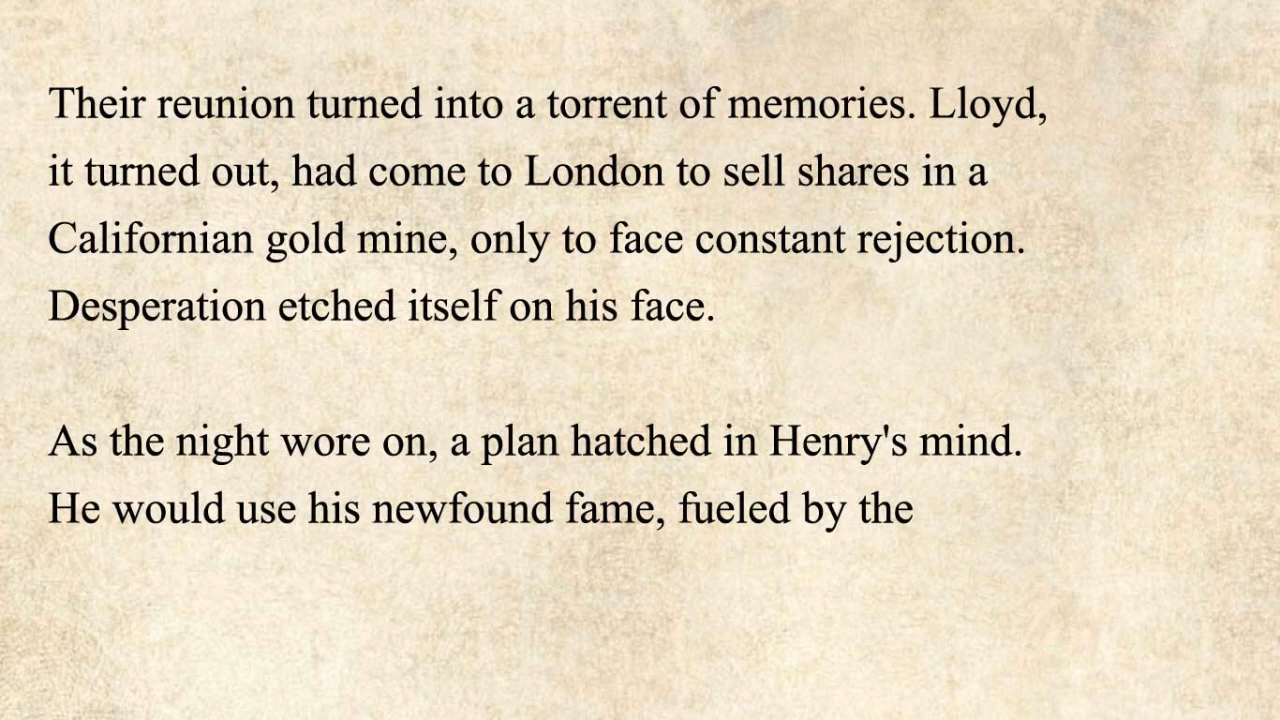 Their reunion turned into a torrent of memories. Lloyd,
it turned out, had come to London to sell shares in a
Californian gold mine, only to face constant rejection.
Desperation etched itself on his face.
As the night wore on, a plan hatched in Henry's mind.
He would use his newfound fame, fueled by the